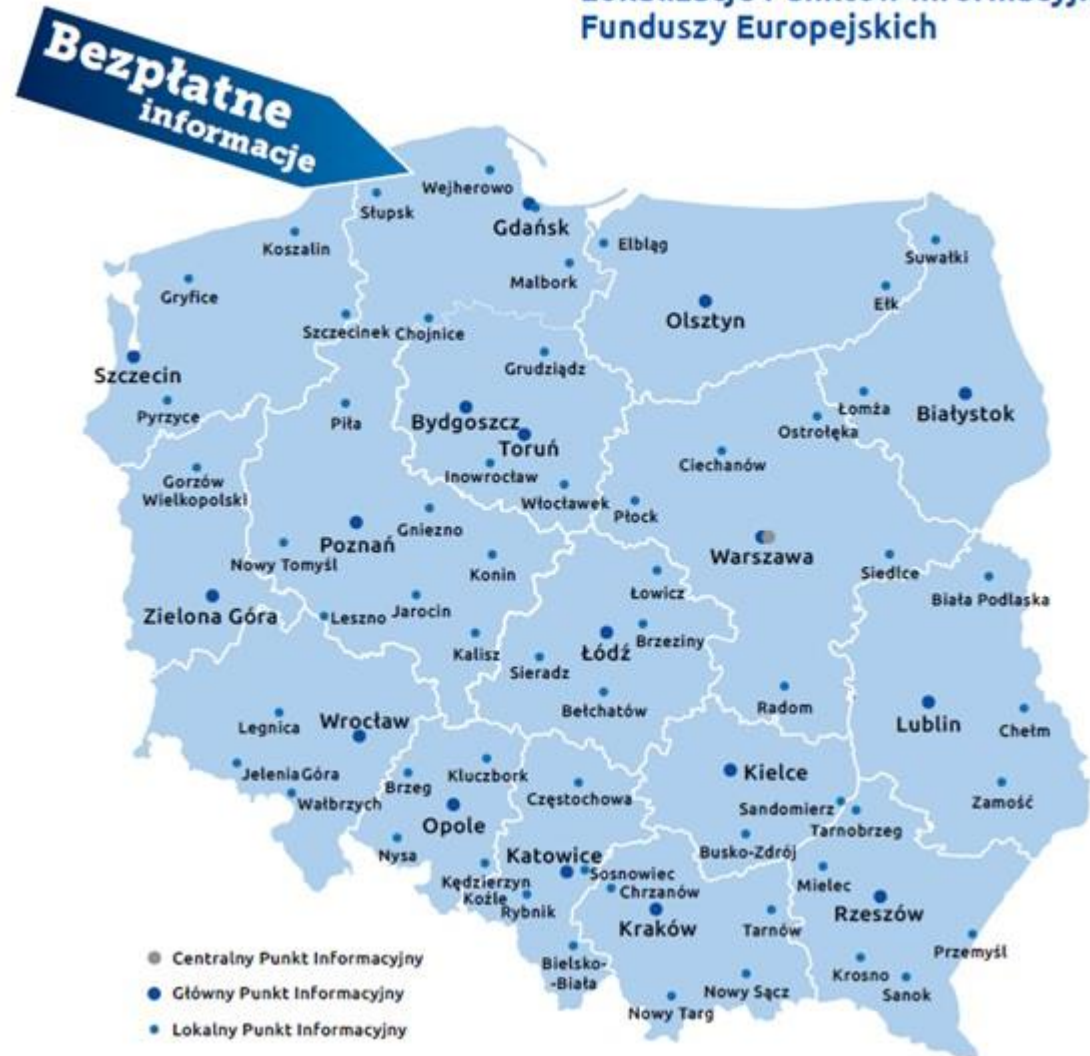 Funduszy Europejskich
Bezpłatne
informacje
Wejherowo
Słupsk
Gdańsk
Koszalin
Elbląg
Suwałki
Malbork
Gryfice
Ełk
Szczecinek
Chojnice
Olsztyn
Grudziądz
Szczecin
Pyrzyce
Piła
Bydgoszcz
Toruń
Łomża
Białystok
Ostrołęka
Ciechanów
Inowrocław
Włocławek
Płock
Gorzów
Wielkopolski
Gniezno
Poznań
Nowy Tomyśl
Konin
Warszawa
Siedlce
Biała Podlaska
Łowicz
Zielona Góra
Leszno
Jarocin
Kalisz
Sieradz
Łódź
Brzeziny
Bełchatów
Radom
Lublin
Chełm
Legnica
Wrocław
Jelenia Góra
Wałbrzych
Brzeg
Kluczbork
Częstochowa
Kielce
Sandomierz
Tarnobrzeg
Zamość
Opole
Nysa
Katowice
Busko-Zdrój
Kędzierzyn
Koźle
Rybnik
Sosnowiec
Chrzanów
Kraków
Tarnów
Mielec
Rzeszów
Przemyśl
Krosno
Sanok
Bielsko-
-Biała
Nowy Sącz
Nowy Targ
Centralny Punkt Informacyjny
Główny Punkt Informacyjny
Lokalny Punkt Informacyjny